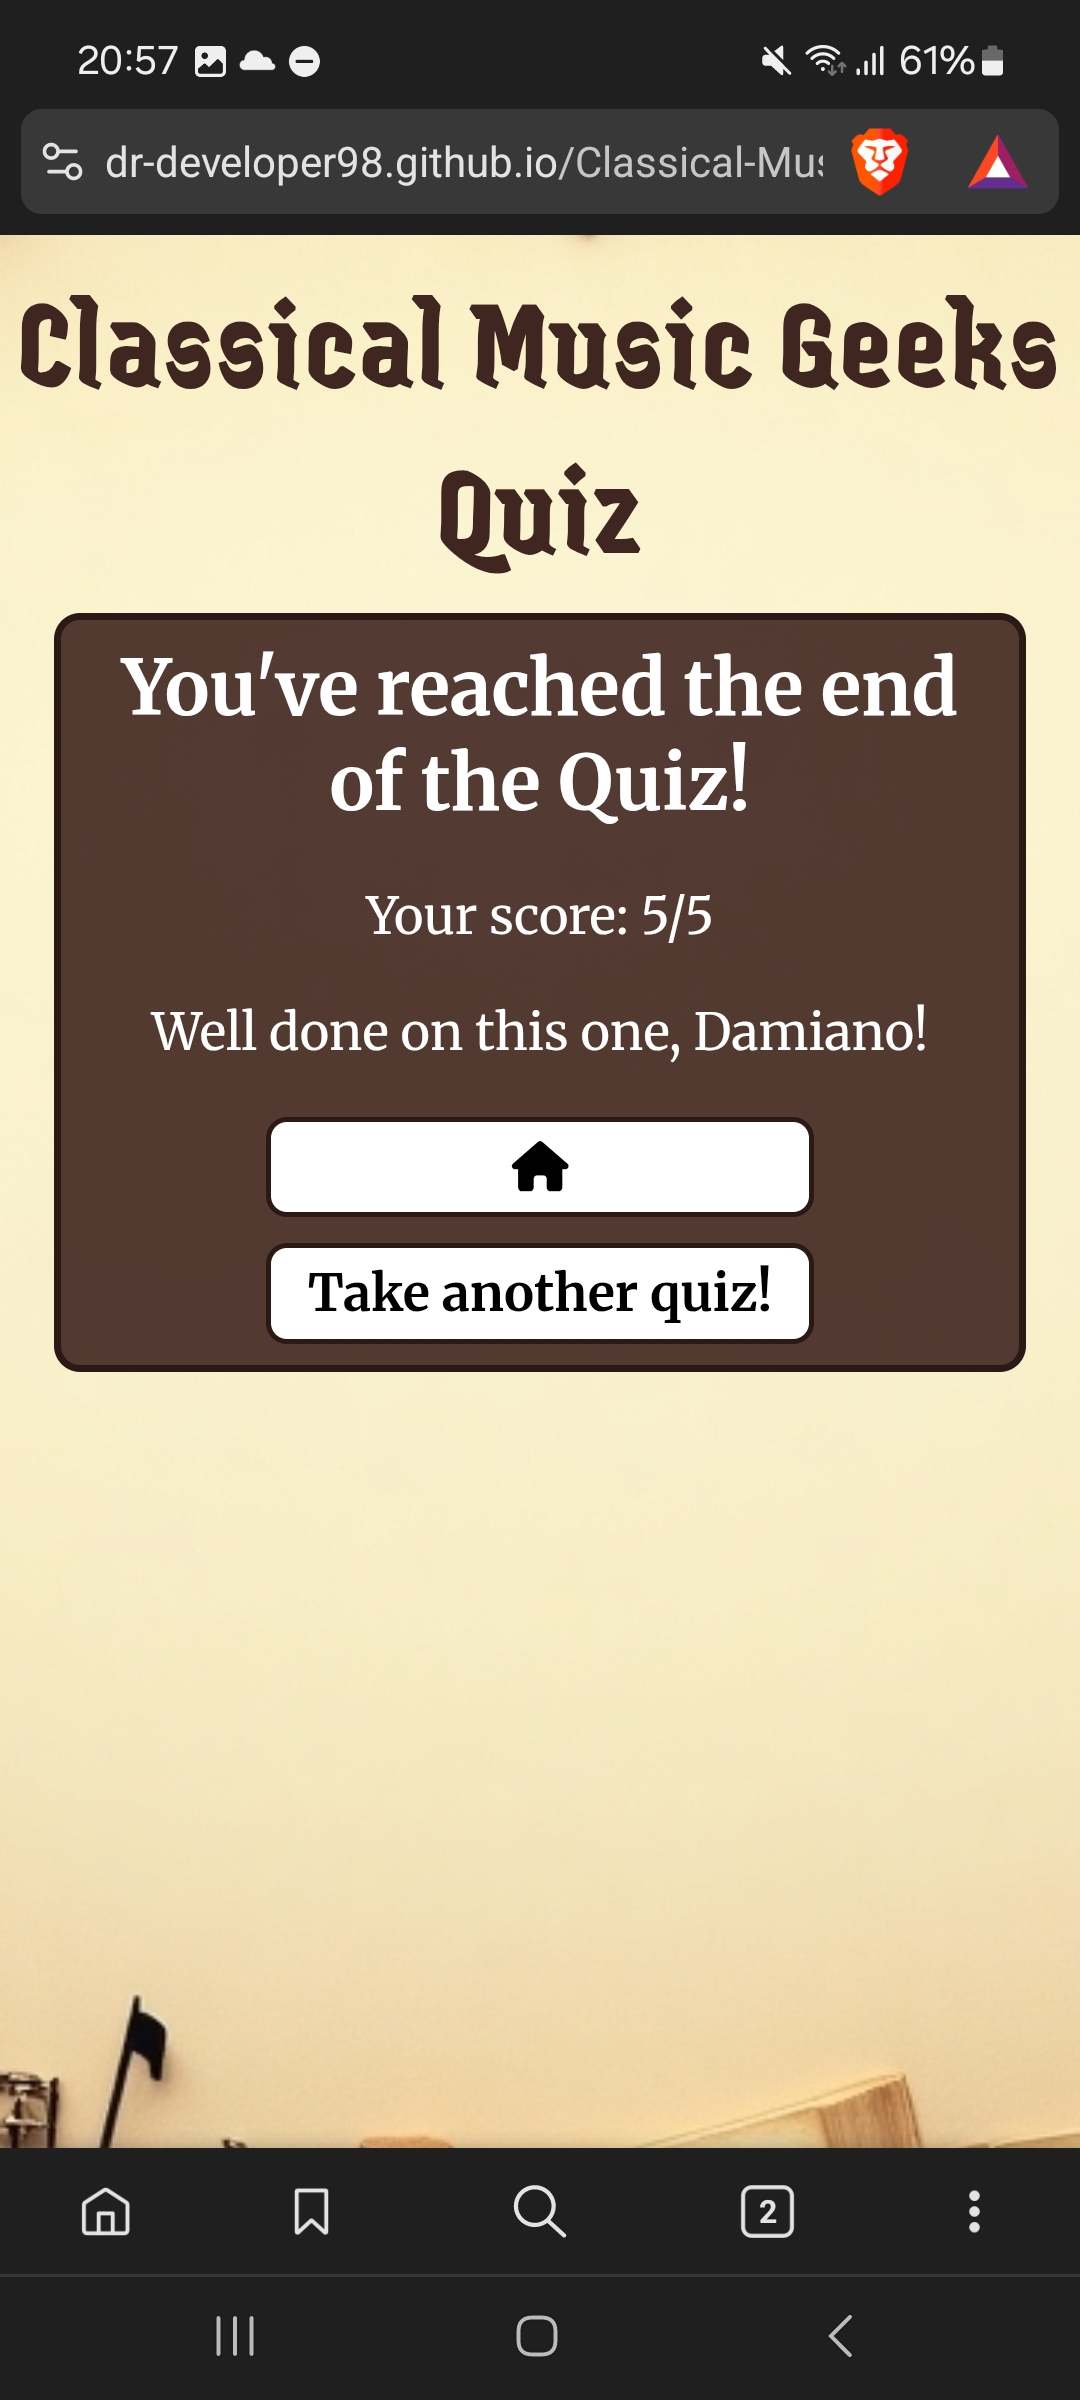 20:57
61%
dr-developer98.github.io/Classical-Mus
Classical Music Geeks
Quiz
You've reached the end
of the Quiz!
Your score: 5/5
Well done on this one, Damiano!
Take another quiz!
2